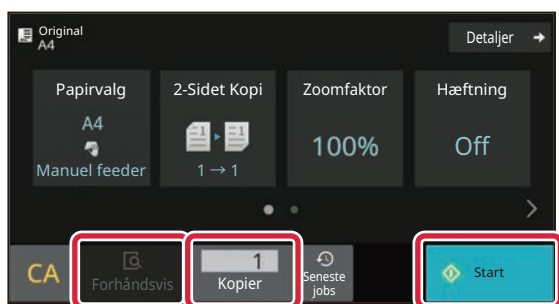 Original
A4
Detaljer
Papirvalg
A4
Manuel feeder
2-Sidet Kopi
1 → 1
Zoomfaktor
100%
Hæftning
Off
CA
Forhåndsvis
1
Kopier
Seneste
jobs
Start